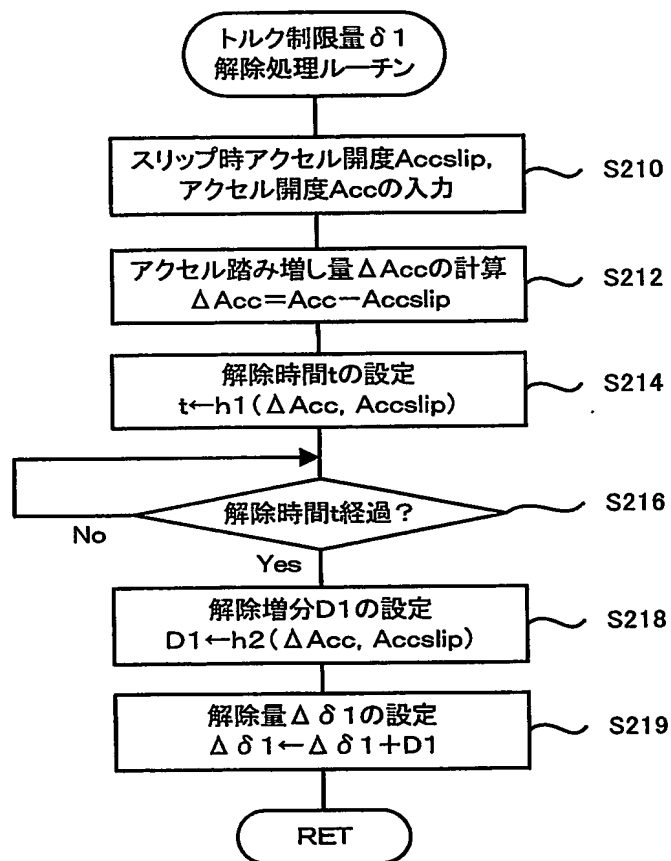 トルク制限量δ1
解除処理ルーチン
スリップ時アクセル開度Accslip,
アクセル開度Accの入力
S210
アクセル踏み増し量ΔAccの計算
ΔAcc=Acc-Accslip
S212
解除時間tの設定
t←h1(ΔAcc, Accslip)
S214
解除時間t経過?
S216
No
Yes
解除増分D1の設定
D1←h2(ΔAcc, Accslip)
S218
解除量Δδ1の設定
Δδ1←Δδ1+D1
S219
RET